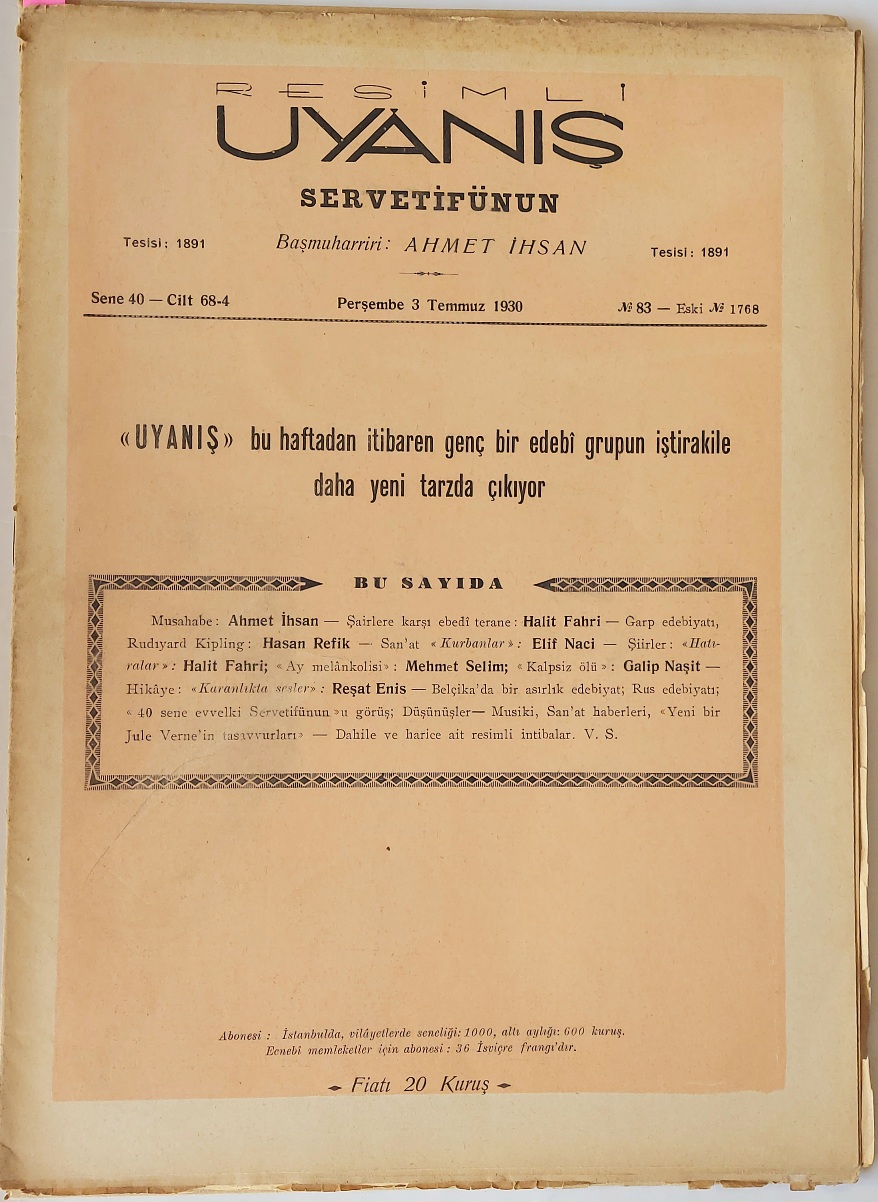 RESiMLi
UYANIŞ
SERVETİFÜNUN
Tesisi: 1891 Başmuharriri: AHMET İHSAN Tesisi: 1891
Sene 40 — Cilt 68-4 Perşembe 3 Temmuz 1930 № 83 — Eski № 1768
«UYANIŞ» bu haftadan itibaren genç bir edebî grupun iştirakile
daha yeni tarzda çıkıyor
BU SAYIDA
Musahabe: Ahmet İhsan — Şairlere karşı ebedî terane: Halit Fahri — Garp edebiyatı,
Rudıyard Kipling: Hasan Refik — San'at «Kurbanlar»: Elif Naci — Şiirler: «Hatı-
ralar»: Halit Fahri; «Ay melânkolisi»: Mehmet Selim; «Kalpsiz ölü»: Galip Naşit —
Hikâye: «Karanlıkta sesler»: Reşat Enis — Belçika'da bir asırlık edebiyat; Rus edebiyatı;
« 40 sene evvelki Servetifünun »u görüş; Düşünüşler— Musiki, San'at haberleri, «Yeni bir
Jule Verne'in tasavvurları» — Dahile ve harice ait resimli intibalar. V. S.
Abonesi : İstanbulda, vilâyetlerde seneliği: 1000, altı aylığı: 600 kuruş.
Ecnebî memleketler için abonesi : 36 İsviçre frangı'dır.
Fiatı 20 Kuruş